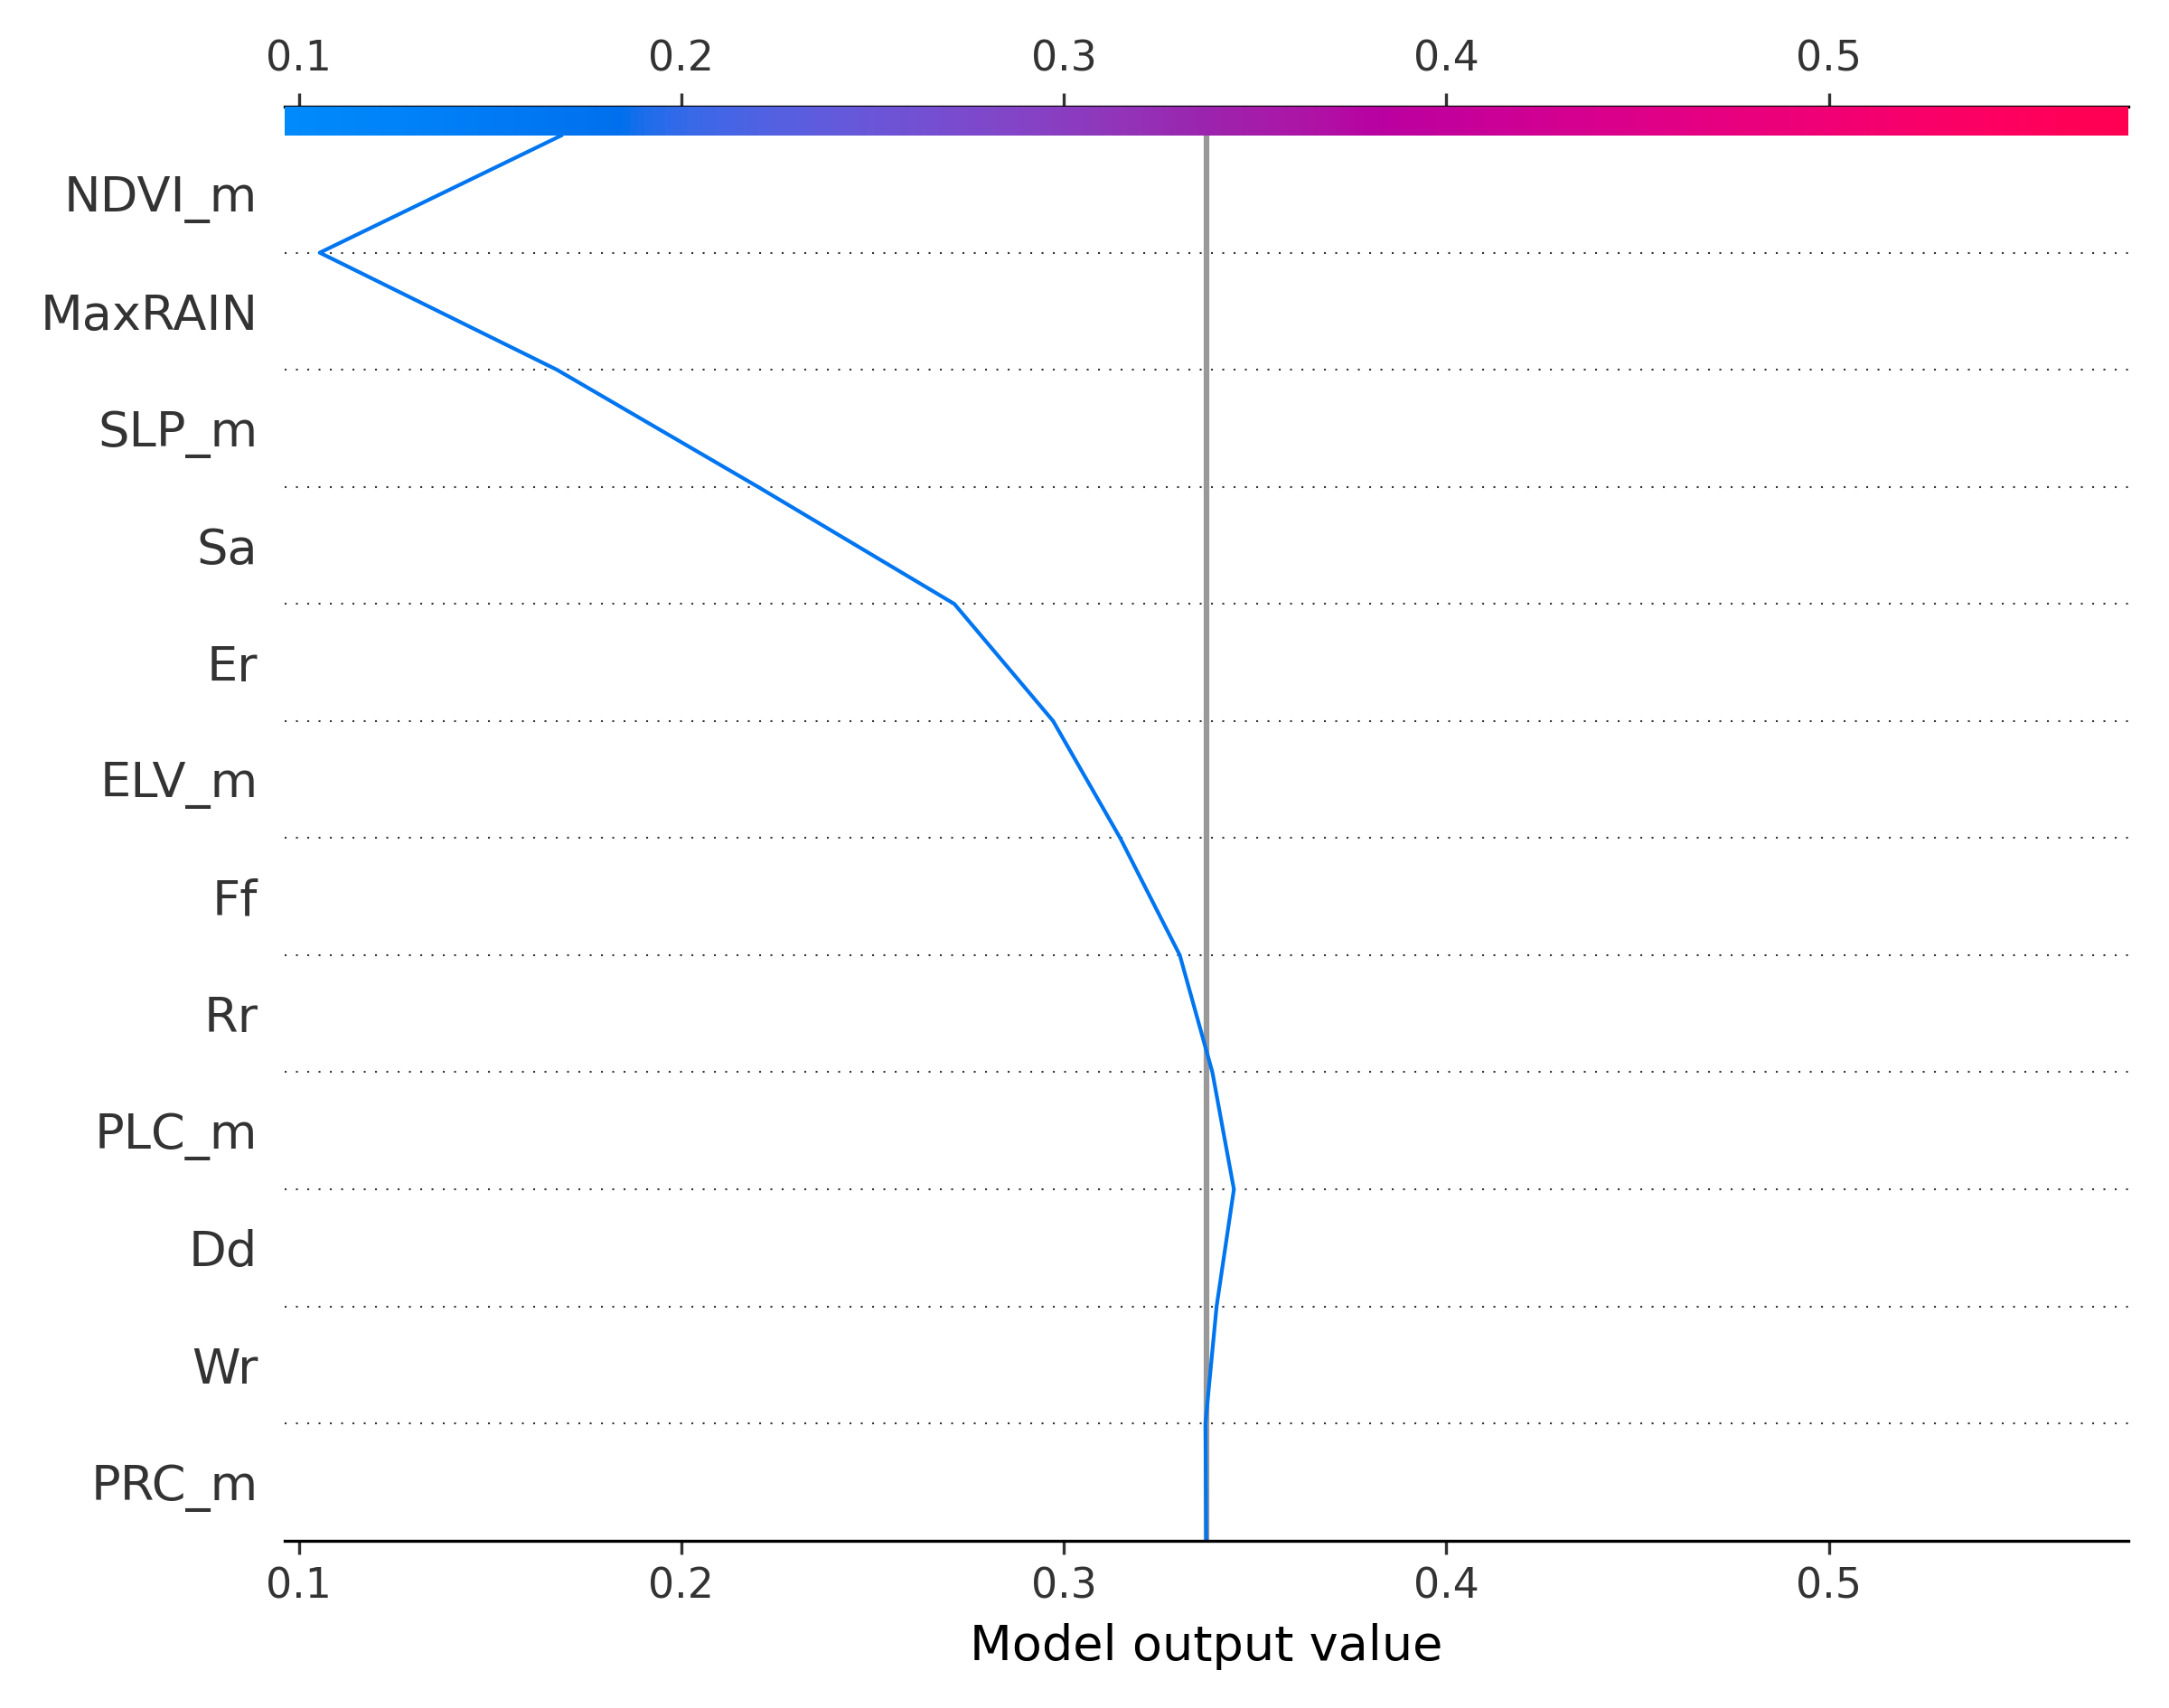 0.1 0.2 0.3 0.4 0.5
NDVI_m
MaxRAIN
SLP_m
Sa
Er
ELV_m
Ff
Rr
PLC_m
Dd
Wr
PRC_m
0.1 0.2 0.3 0.4 0.5
Model output value